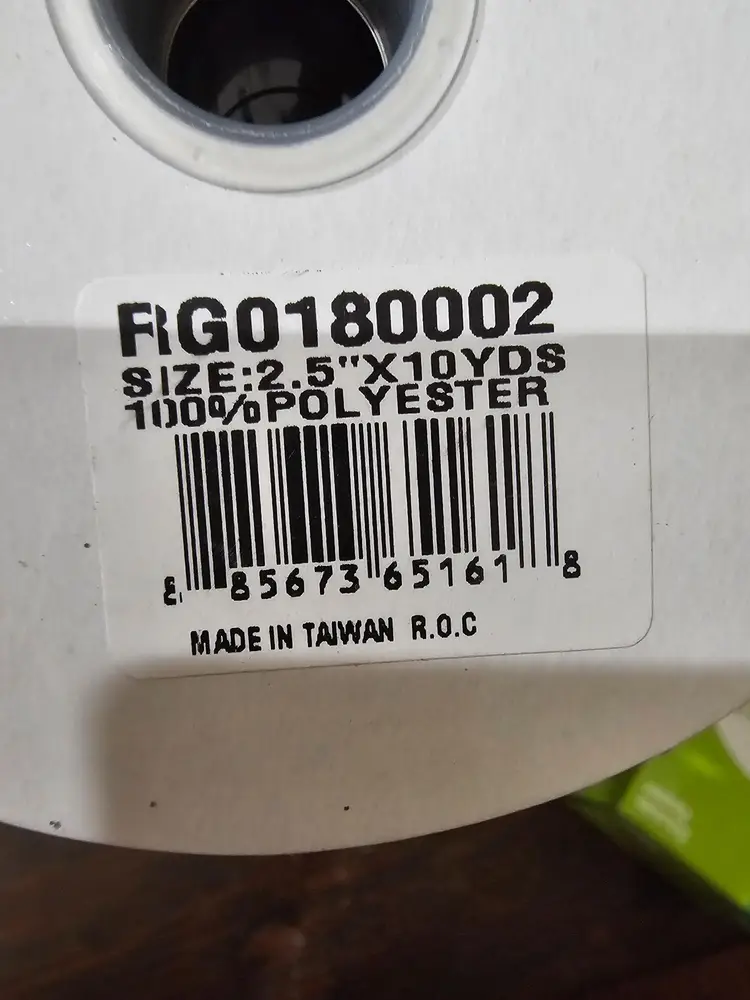 RG0180002
SIZE:2.5"X10YDS
100%POLYESTER
8 85673 65161 8
MADE IN TAIWAN R.O.C